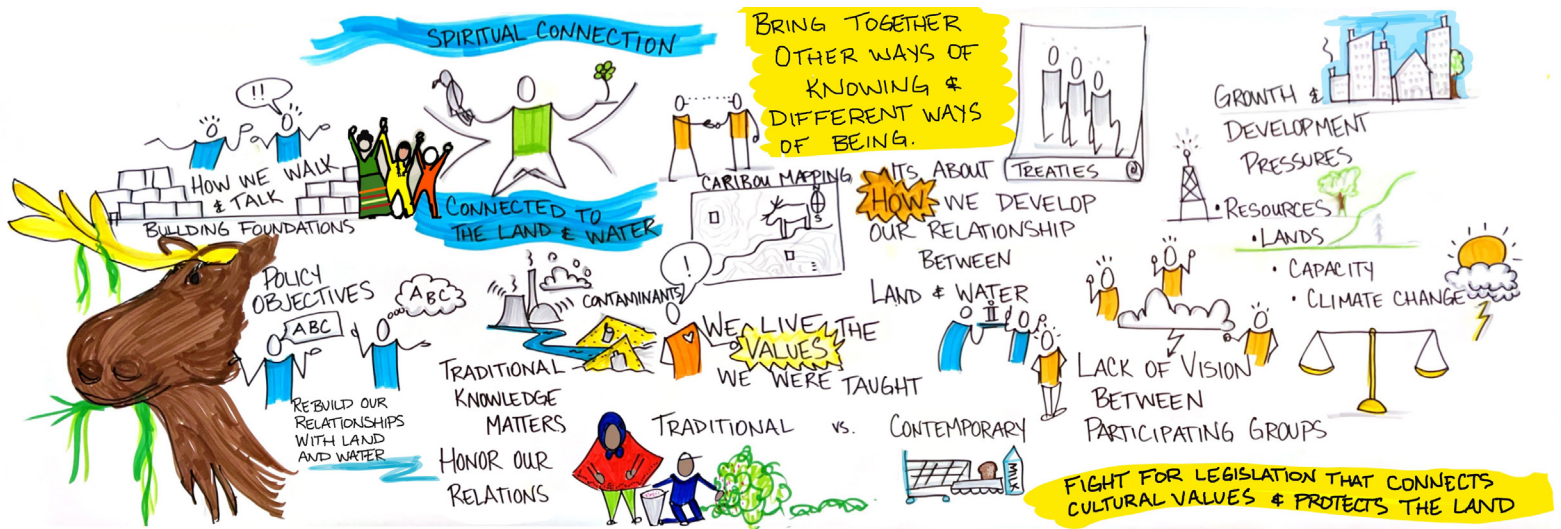 SPIRITUAL CONNECTION
!!
HOW WE WALK
& TALK
BUILDING FOUNDATIONS
CONNECTED TO
THE LAND & WATER
BRING TOGETHER
OTHER WAYS OF
KNOWING &
DIFFERENT WAYS
OF BEING.
TREATIES
GROWTH &
DEVELOPMENT
PRESSURES
• RESOURCES
• LANDS
• CAPACITY
• CLIMATE CHANGE
CARIBOU MAPPING
S
ITS ABOUT
HOW WE DEVELOP
OUR RELATIONSHIP
BETWEEN
LAND & WATER
POLICY
OBJECTIVES
ABC
ABC
REBUILD OUR
RELATIONSHIPS
WITH LAND
AND WATER
CONTAMINANTS
!
TRADITIONAL
KNOWLEDGE
MATTERS
HONOR OUR
RELATIONS
WE LIVE THE
VALUES
WE WERE TAUGHT
LACK OF VISION
BETWEEN
PARTICIPATING GROUPS
TRADITIONAL VS. CONTEMPORARY
MILK
FIGHT FOR LEGISLATION THAT CONNECTS
CULTURAL VALUES & PROTECTS THE LAND